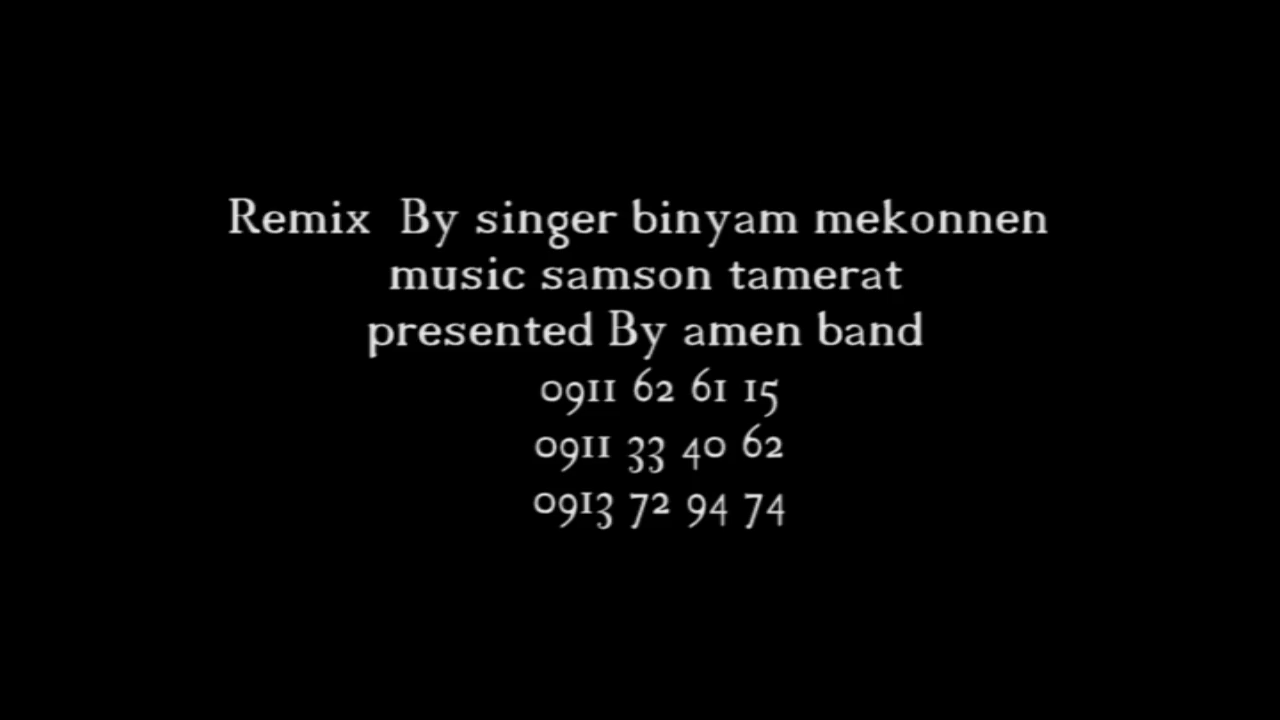 Remix By singer binyam mekonnen
music samson tamerat
presented By amen band
0911 62 61 15
0911 33 40 62
0913 72 94 74